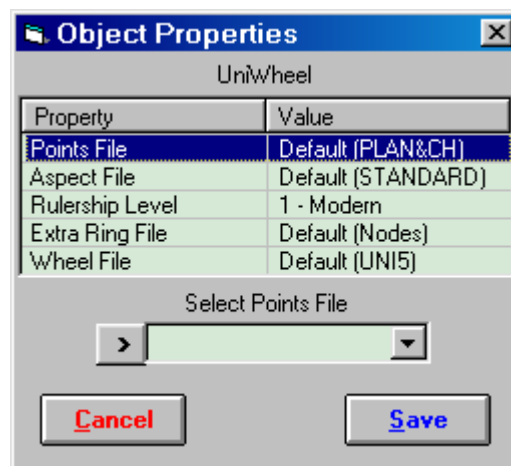 Object Properties
UniWheel
Property Value
Points File Default (PLAN&CH)
Aspect File Default (STANDARD)
Rulership Level 1 - Modern
Extra Ring File Default (Nodes)
Wheel File Default (UNI5)
Select Points File
>
Cancel Save